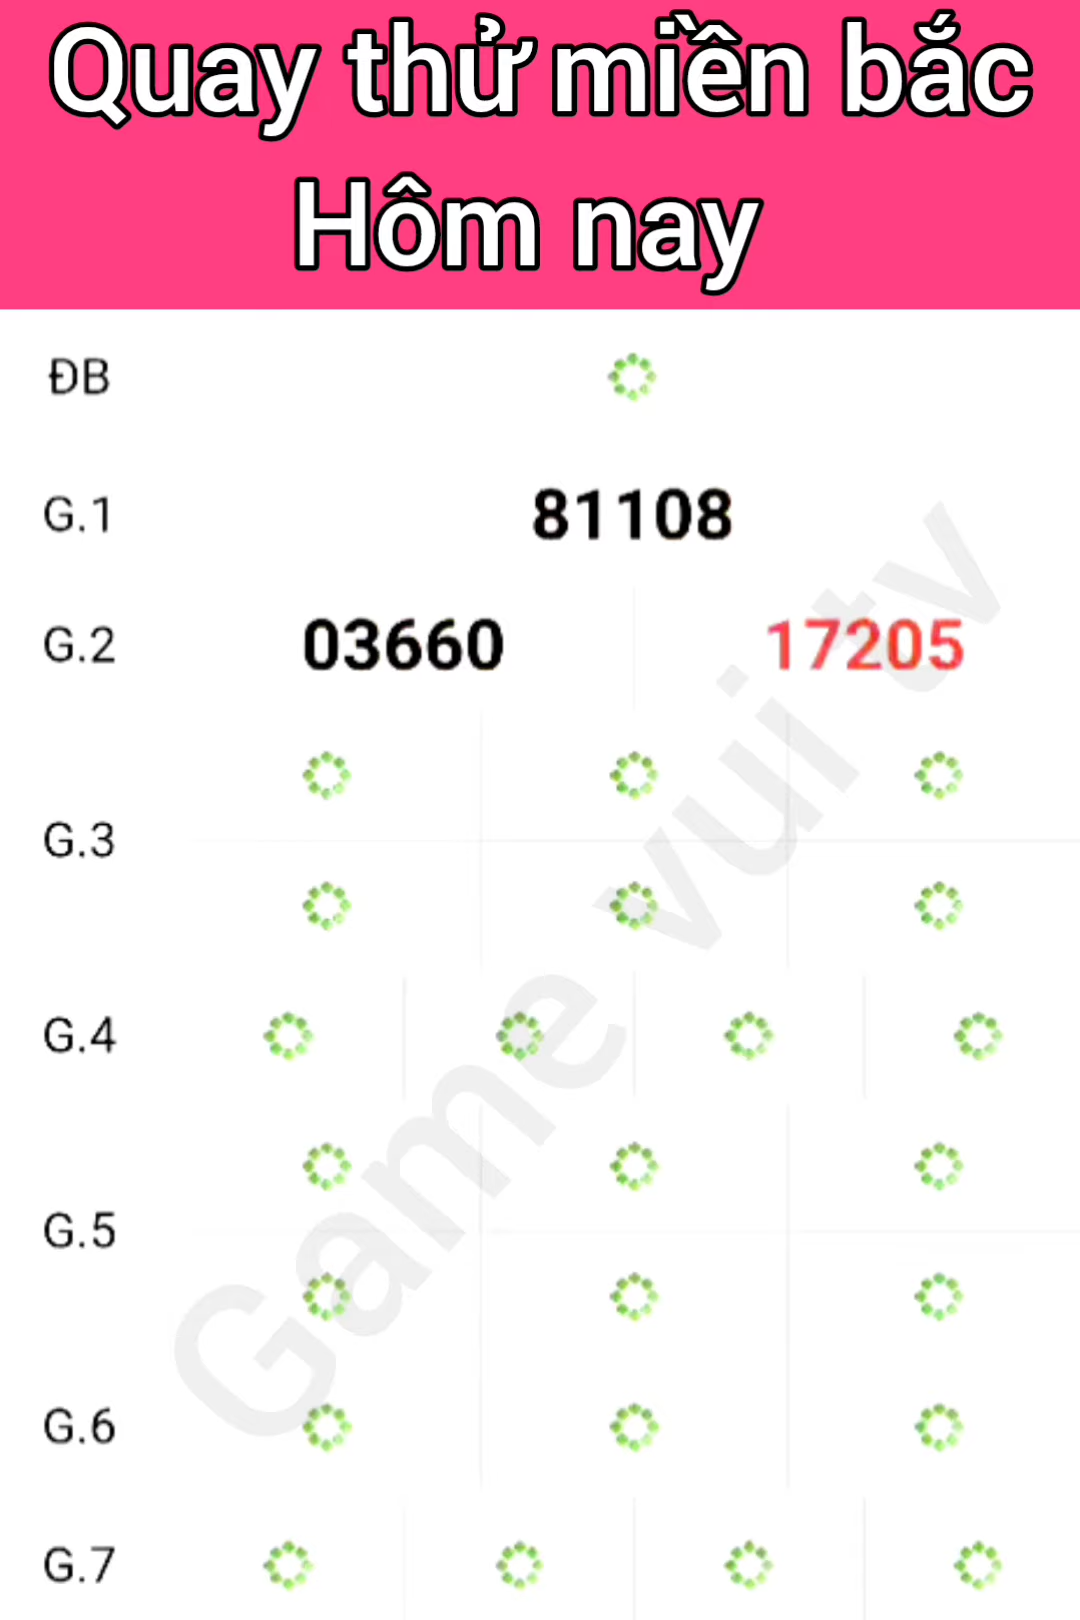 Quay thử miền bắc
Hôm nay
ĐB
G.1 81108
G.2 03660 17205
G.3
G.4
G.5
G.6
G.7
Game vui tv